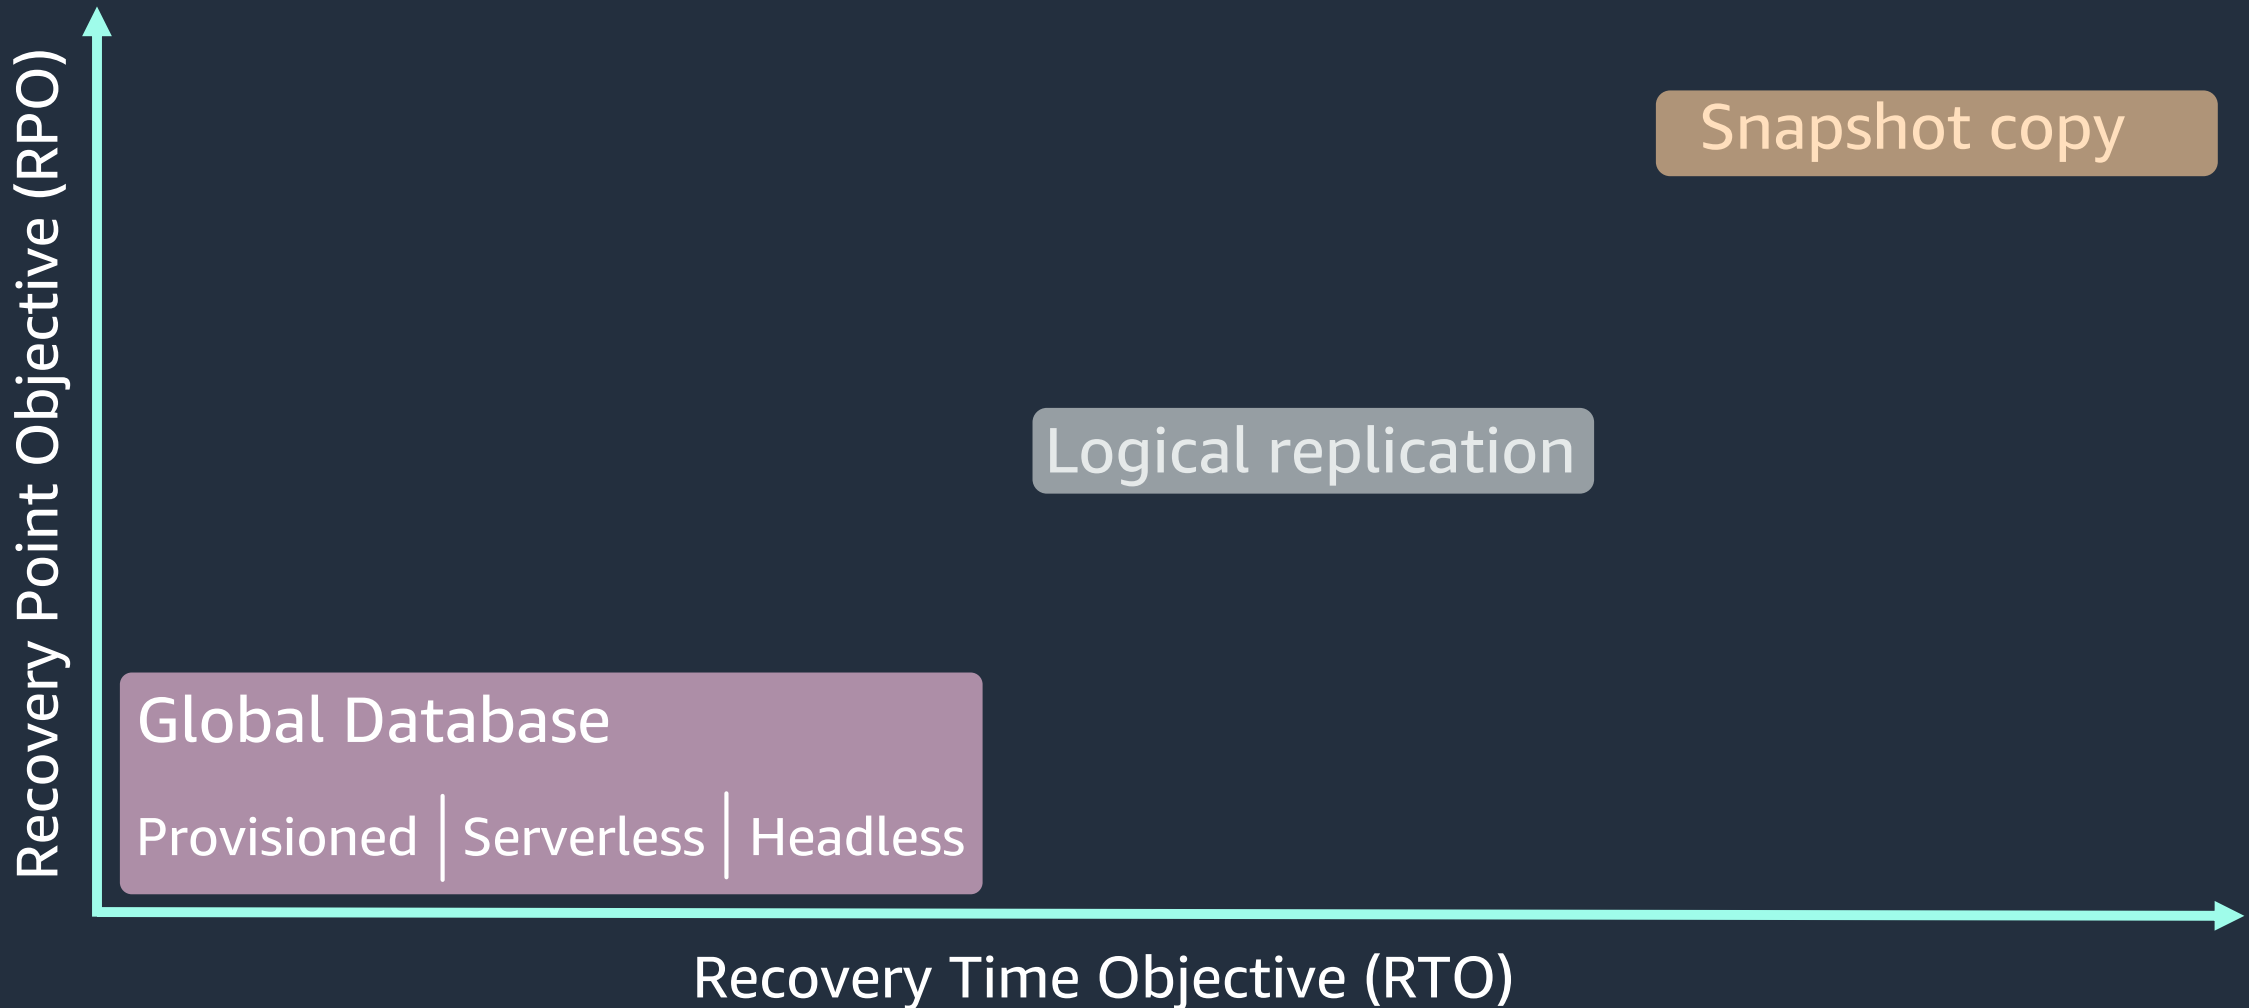 Recovery Point Objective (RPO)
Snapshot copy
Logical replication
Global Database
Provisioned | Serverless | Headless
Recovery Time Objective (RTO)